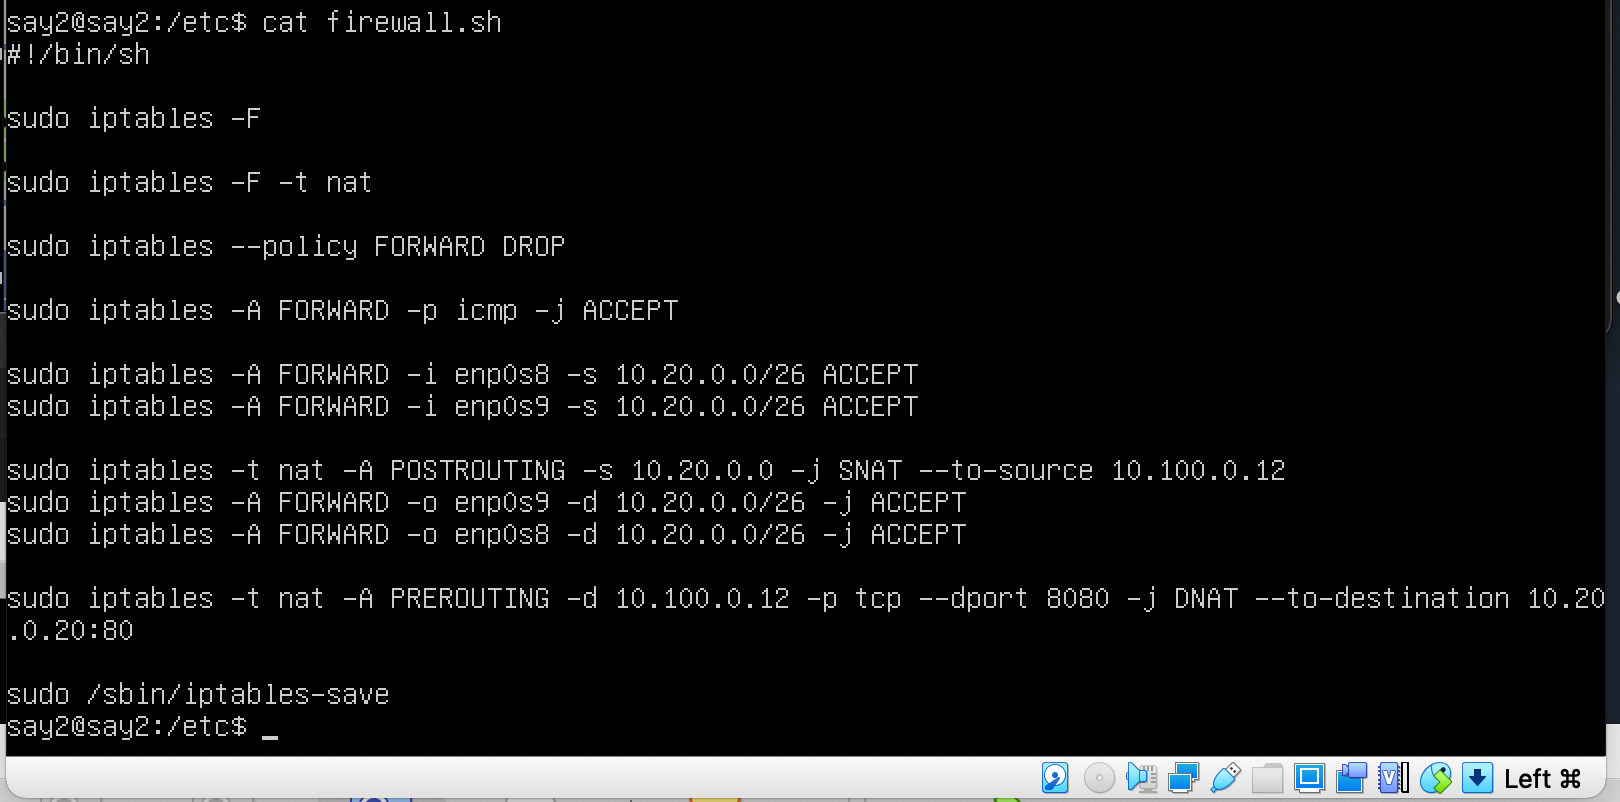 say2@say2:/etc$ cat firewall.sh
#!/bin/sh
sudo iptables -F
sudo iptables -F -t nat
sudo iptables --policy FORWARD DROP
sudo iptables -A FORWARD -p icmp -j ACCEPT
sudo iptables -A FORWARD -i enp0s8 -s 10.20.0.0/26 ACCEPT
sudo iptables -A FORWARD -i enp0s9 -s 10.20.0.0/26 ACCEPT
sudo iptables -t nat -A POSTROUTING -s 10.20.0.0 -j SNAT --to-source 10.100.0.12
sudo iptables -A FORWARD -o enp0s9 -d 10.20.0.0/26 -j ACCEPT
sudo iptables -A FORWARD -o enp0s8 -d 10.20.0.0/26 -j ACCEPT
sudo iptables -t nat -A PREROUTING -d 10.100.0.12 -p tcp --dport 8080 -j DNAT --to-destination 10.20
.0.20:80
sudo /sbin/iptables-save
say2@say2:/etc$ _
Left ⌘